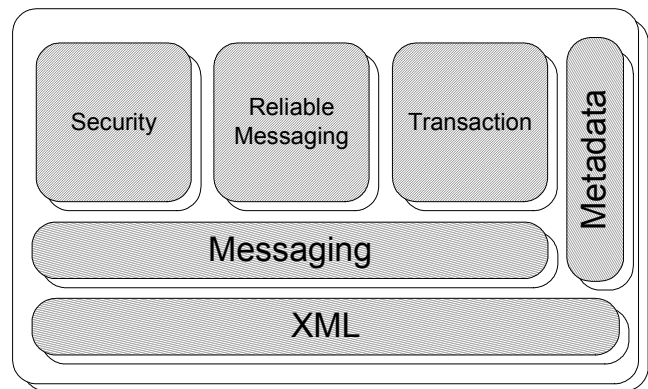 Security
Reliable
Messaging
Transaction
Metadata
Messaging
XML